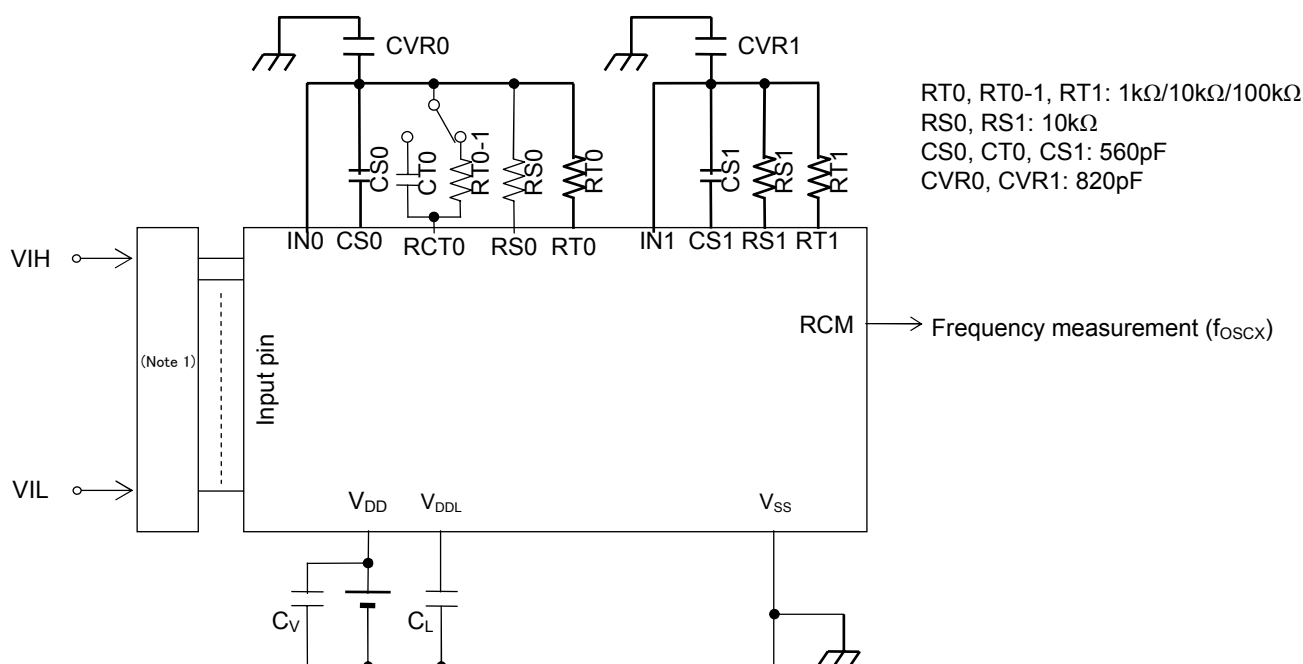 CVR0
CVR1
RT0, RT0-1, RT1: 1kΩ/10kΩ/100kΩ
RS0, RS1: 10kΩ
CS0, CT0, CS1: 560pF
CVR0, CVR1: 820pF
CS0
CT0
RT0-1
RS0
RT0
CS1
RS1
RT1
IN0 CS0 RCT0 RS0 RT0
IN1 CS1 RS1 RT1
VIH
(Note 1)
Input pin
RCM
Frequency measurement (fOSCX)
VIL
VDD
VDDL
VSS
CV
CL